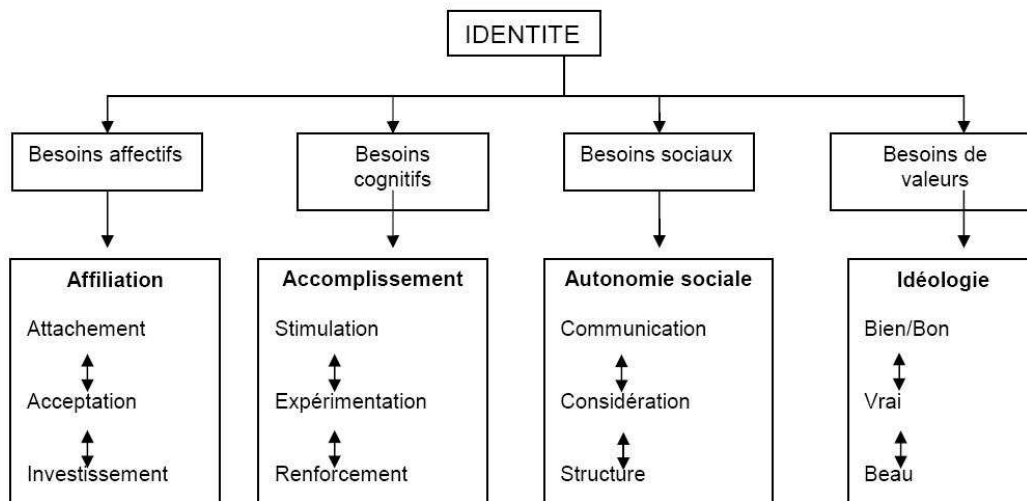 IDENTITE
Besoins affectifs
Besoins
cognitifs
Besoins sociaux
Besoins de
valeurs
Affiliation
Attachement
Acceptation
Investissement
Accomplissement
Stimulation
Expérimentation
Renforcement
Autonomie sociale
Communication
Considération
Structure
Idéologie
Bien/Bon
Vrai
Beau